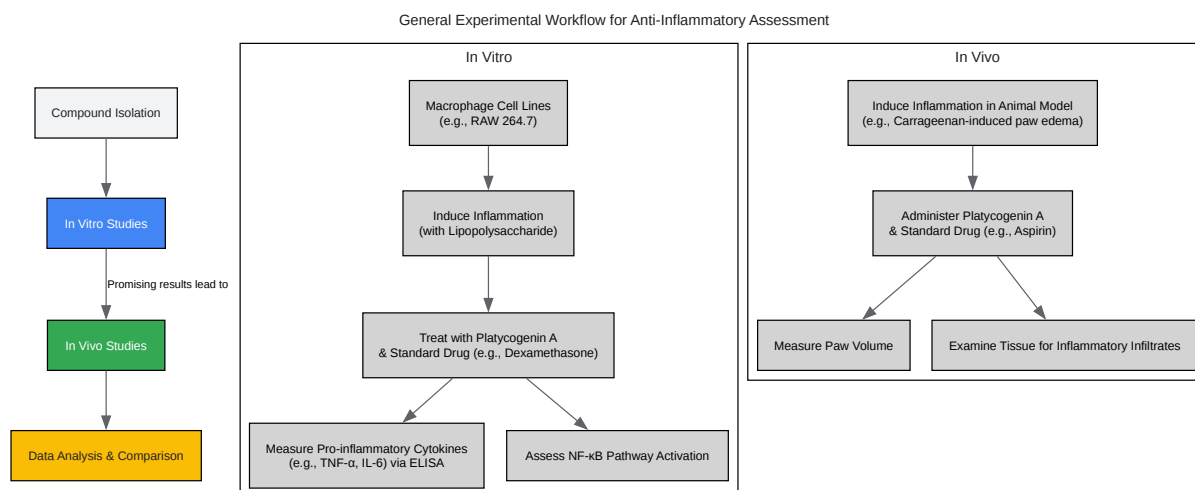 General Experimental Workflow for Anti-Inflammatory Assessment
Compound Isolation
In Vitro Studies
Promising results lead to
In Vivo Studies
Data Analysis & Comparison
In Vitro
Macrophage Cell Lines
(e.g., RAW 264.7)
Induce Inflammation
(with Lipopolysaccharide)
Treat with Platycogenin A
& Standard Drug (e.g., Dexamethasone)
Measure Pro-inflammatory Cytokines
(e.g., TNF-α, IL-6) via ELISA
Assess NF-κB Pathway Activation
In Vivo
Induce Inflammation in Animal Model
(e.g., Carrageenan-induced paw edema)
Administer Platycogenin A
& Standard Drug (e.g., Aspirin)
Measure Paw Volume
Examine Tissue for Inflammatory Infiltrates